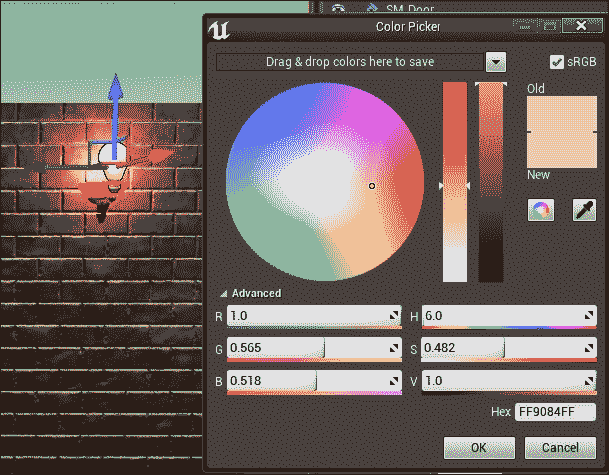 SM_Door
Color Picker
Drag & drop colors here to save
sRGB
Old
New
Advanced
R 1.0 H 6.0
G 0.565 S 0.482
B 0.518 V 1.0
Hex FF9084FF
OK Cancel